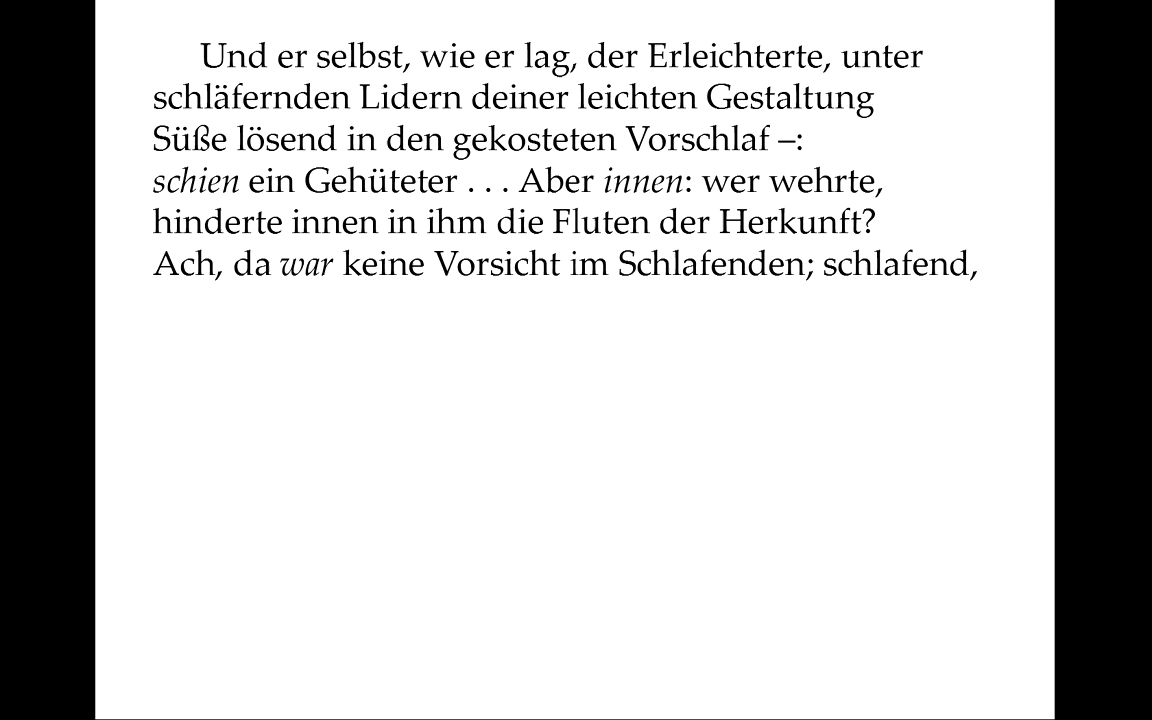 Und er selbst, wie er lag, der Erleichterte, unter
schläfernden Lidern deiner leichten Gestaltung
Süße lösend in den gekosteten Vorschlaf –:
schien ein Gehüteter . . . Aber innen: wer wehrte,
hinderte innen in ihm die Fluten der Herkunft?
Ach, da war keine Vorsicht im Schlafenden; schlafend,